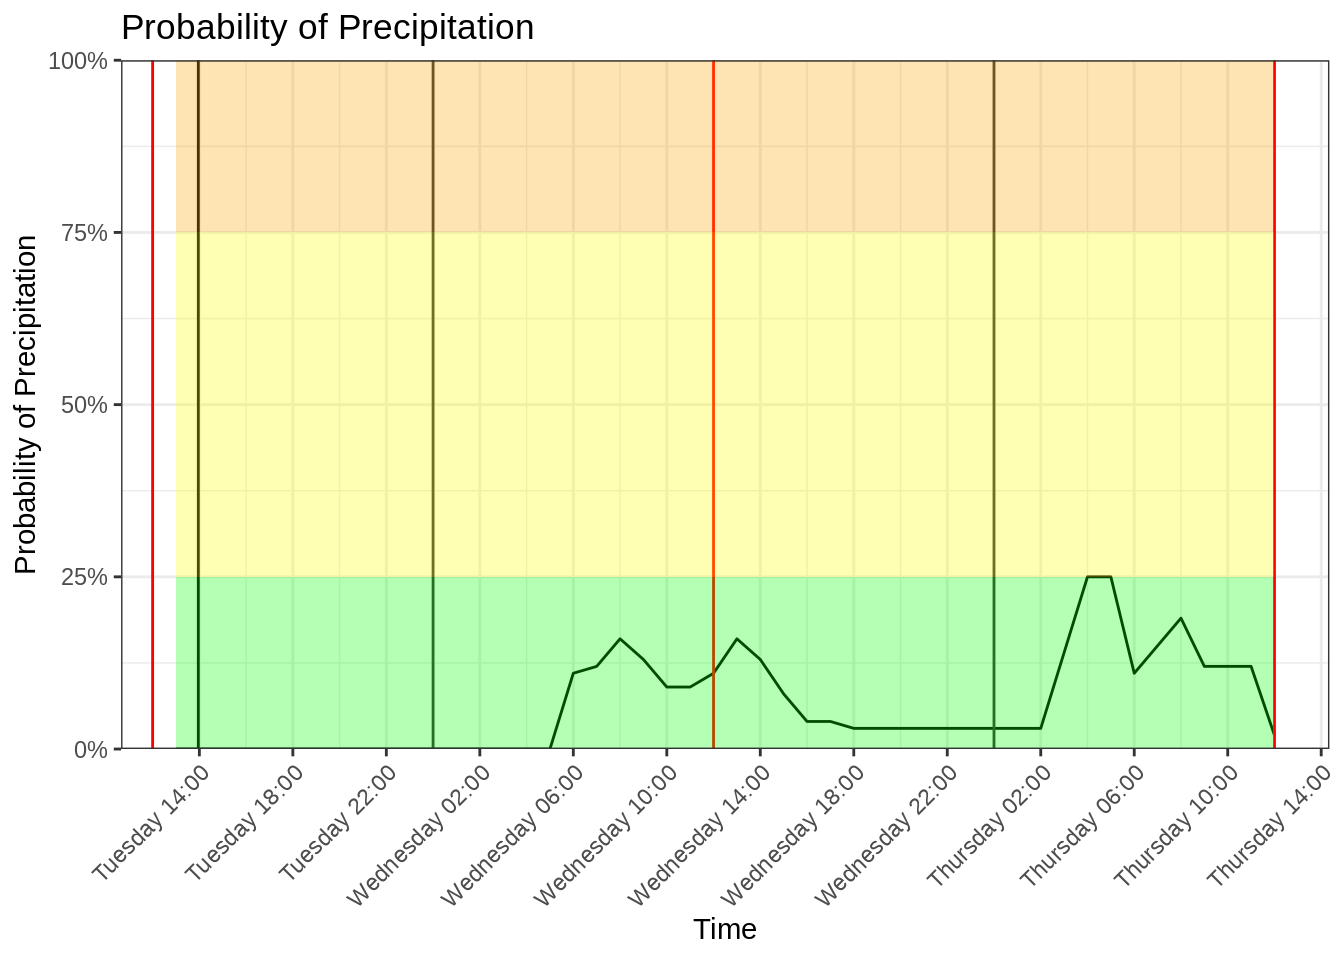 Probability of Precipitation
Probability of Precipitation
100%
75%
50%
25%
0%
Tuesday 14:00
Tuesday 18:00
Tuesday 22:00
Wednesday 02:00
Wednesday 06:00
Wednesday 10:00
Wednesday 14:00
Wednesday 18:00
Wednesday 22:00
Thursday 02:00
Thursday 06:00
Thursday 10:00
Thursday 14:00
Time